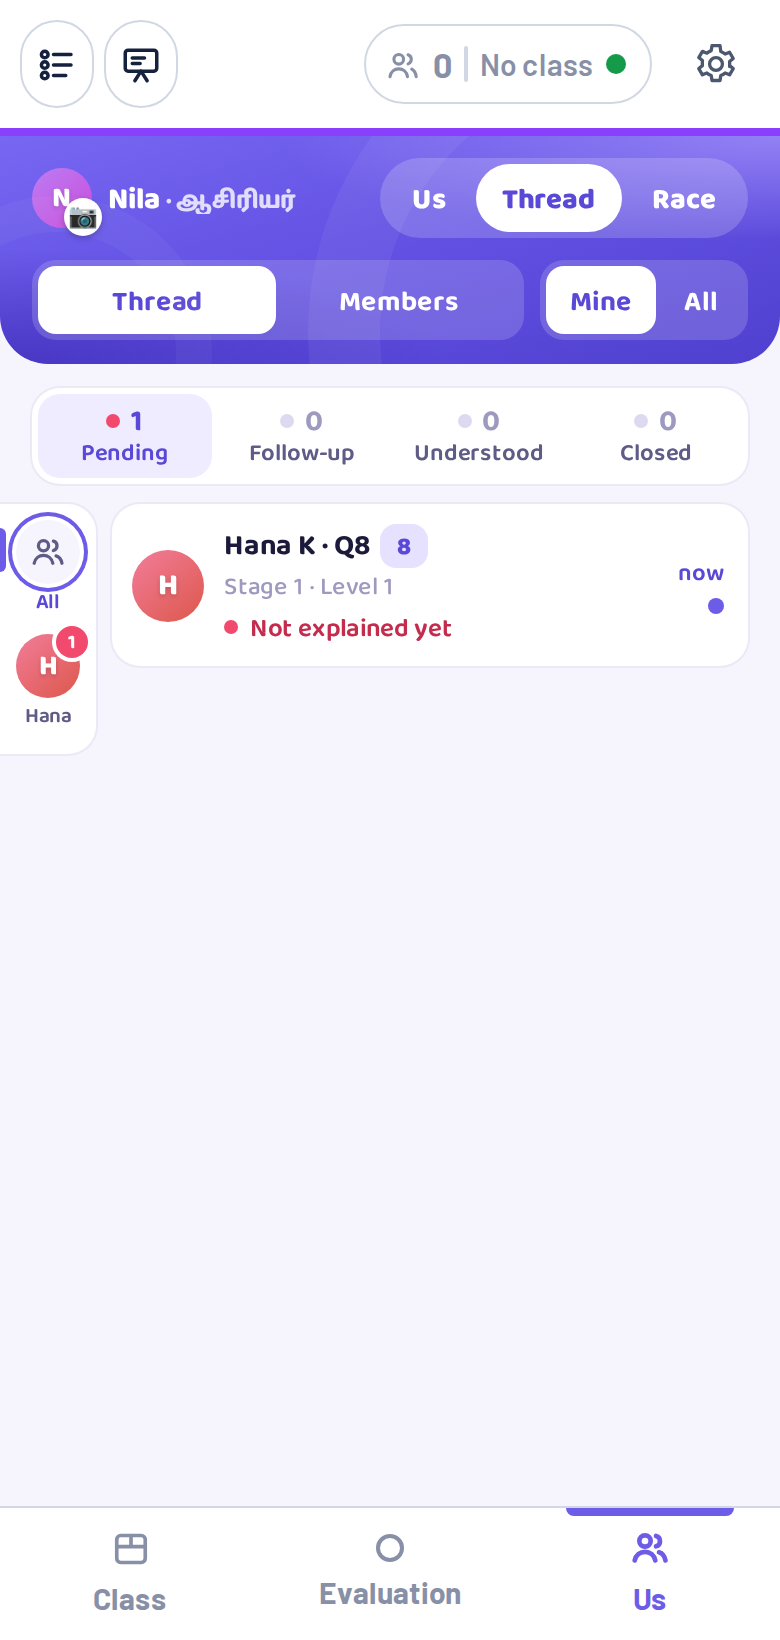 0 No class
N Nila · ஆசிரியர் Us Thread Race
Thread Members Mine All
1 0 0 0
Pending Follow-up Understood Closed
All
1
H
Hana
H
Hana K · Q8 8
Stage 1 · Level 1
Not explained yet
now
Class Evaluation Us